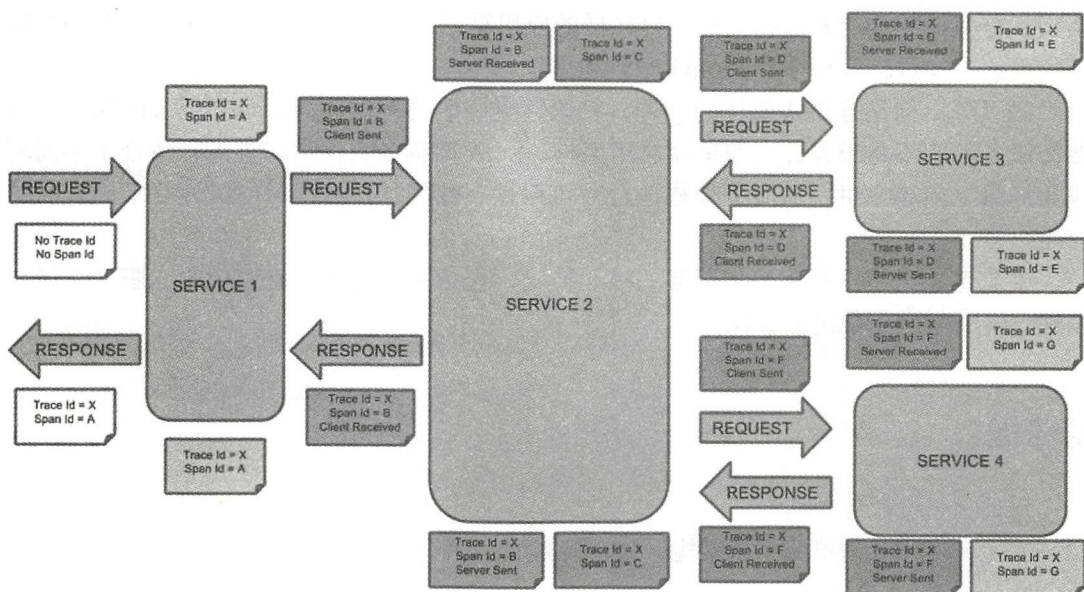 Trace Id = X
Span Id = B
Server Received
Trace Id = X
Span Id = C
Trace Id = X
Span Id = D
Client Sent
Trace Id = X
Span Id = D
Server Received
Trace Id = X
Span Id = E
Trace Id = X
Span Id = A
Trace Id = X
Span Id = B
Client Sent
REQUEST
REQUEST
REQUEST
SERVICE 3
RESPONSE
No Trace Id
No Span Id
Trace Id = X
Span Id = D
Client Received
Trace Id = X
Span Id = D
Server Sent
Trace Id = X
Span Id = E
SERVICE 1
SERVICE 2
RESPONSE
RESPONSE
Trace Id = X
Span Id = F
Client Sent
Trace Id = X
Span Id = F
Server Received
Trace Id = X
Span Id = G
Trace Id = X
Span Id = A
Trace Id = X
Span Id = B
Client Received
REQUEST
SERVICE 4
Trace Id = X
Span Id = A
RESPONSE
Trace Id = X
Span Id = B
Server Sent
Trace Id = X
Span Id = C
Trace Id = X
Span Id = F
Client Received
Trace Id = X
Span Id = F
Server Sent
Trace Id = X
Span Id = G